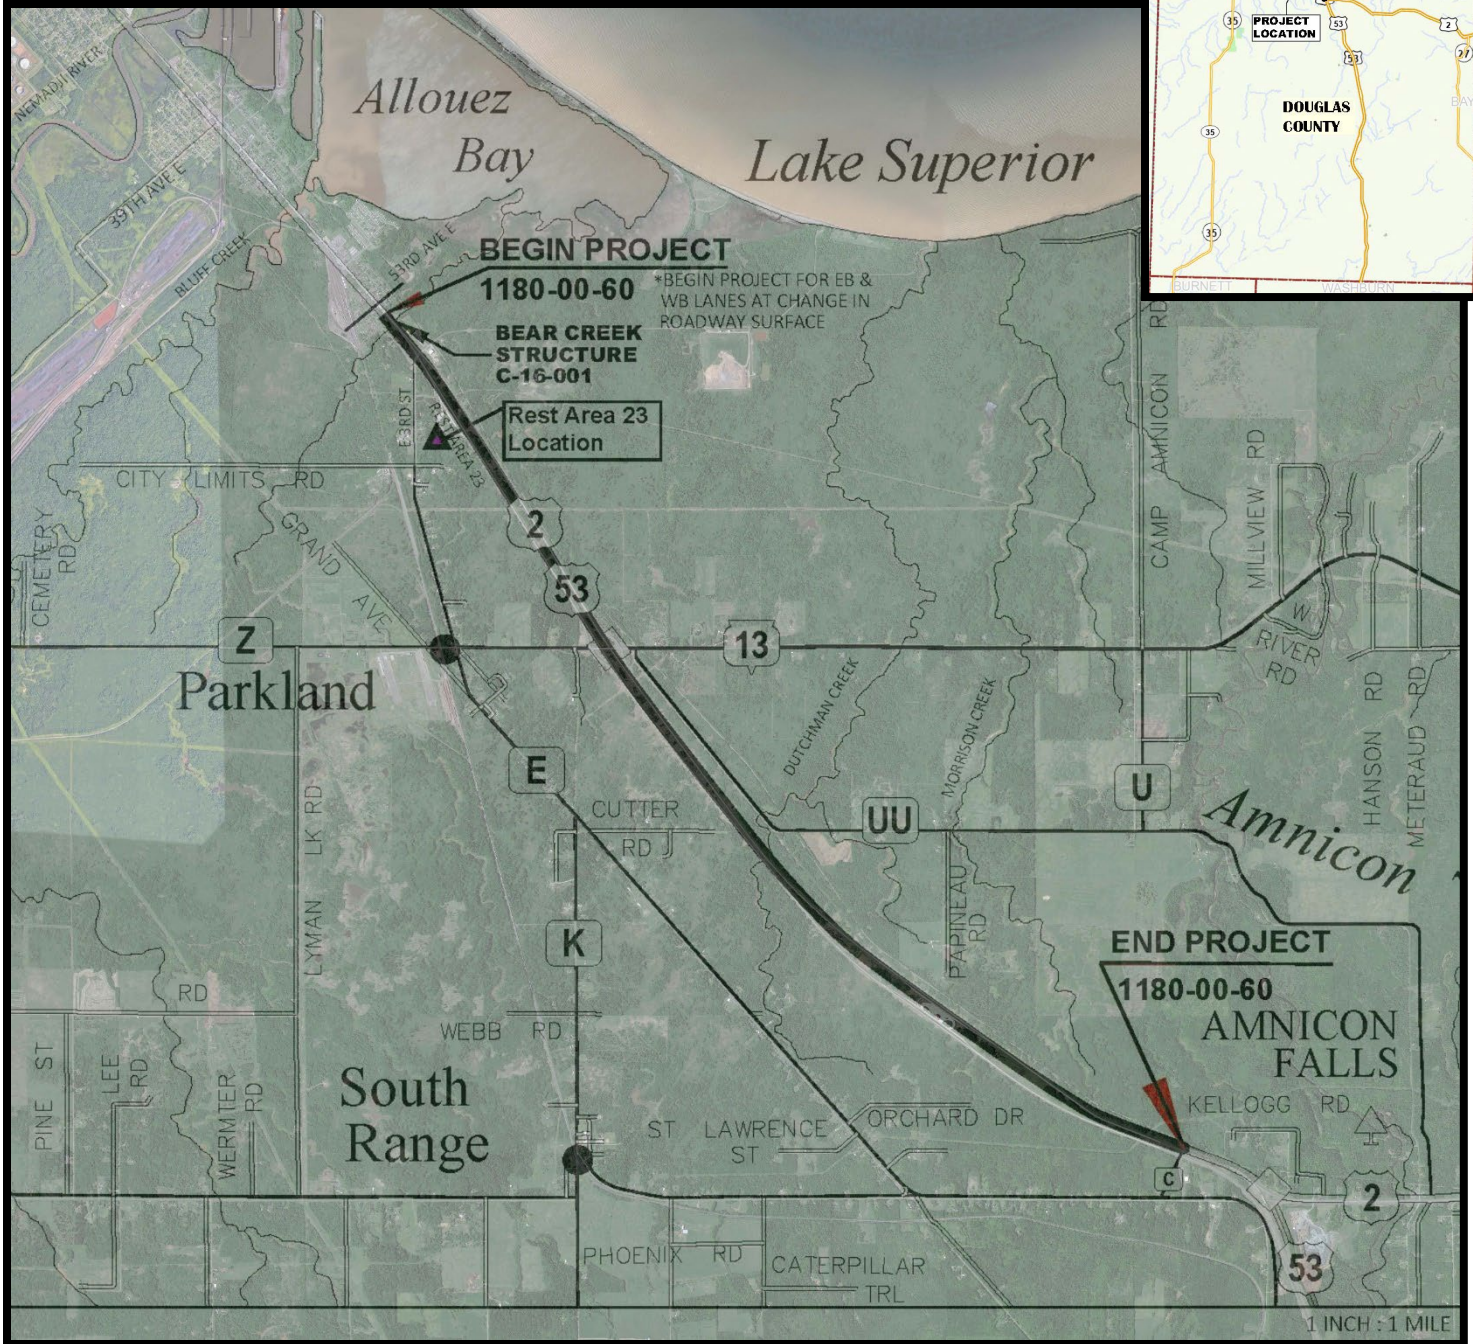 35
PROJECT
LOCATION
53
2
53
27
DOUGLAS
COUNTY
BAY
35
35
BURNETT
WASHBURN
NEMADJI RIVER
Allouez
Bay
Lake Superior
39TH AVE E
BLUFF CREEK
53RD AVE E
BEGIN PROJECT
1180-00-60
*BEGIN PROJECT FOR EB &
WB LANES AT CHANGE IN
ROADWAY SURFACE
BEAR CREEK
STRUCTURE
C-16-001
E 3RD ST
REST AREA 23
Rest Area 23
Location
CITY LIMITS RD
GRAND AVE
CEMETERY
RD
2
53
CAMP AMNICON RD
MILLVIEW RD
Z
13
W
RIVER
RD
Parkland
DUTCHMAN CREEK
MORRISON CREEK
HANSON RD
METERAUD RD
E
CUTTER
RD
UU
U
Amnicon
LYMAN LK RD
PAPINEAU
RD
K
END PROJECT
1180-00-60
AMNICON
FALLS
RD
WEBB RD
PINE ST
LEE
RD
WERMTER
RD
South
Range
ST LAWRENCE
ST
ORCHARD DR
KELLOGG RD
C
2
PHOENIX RD
CATERPILLAR
TRL
53
1 INCH : 1 MILE